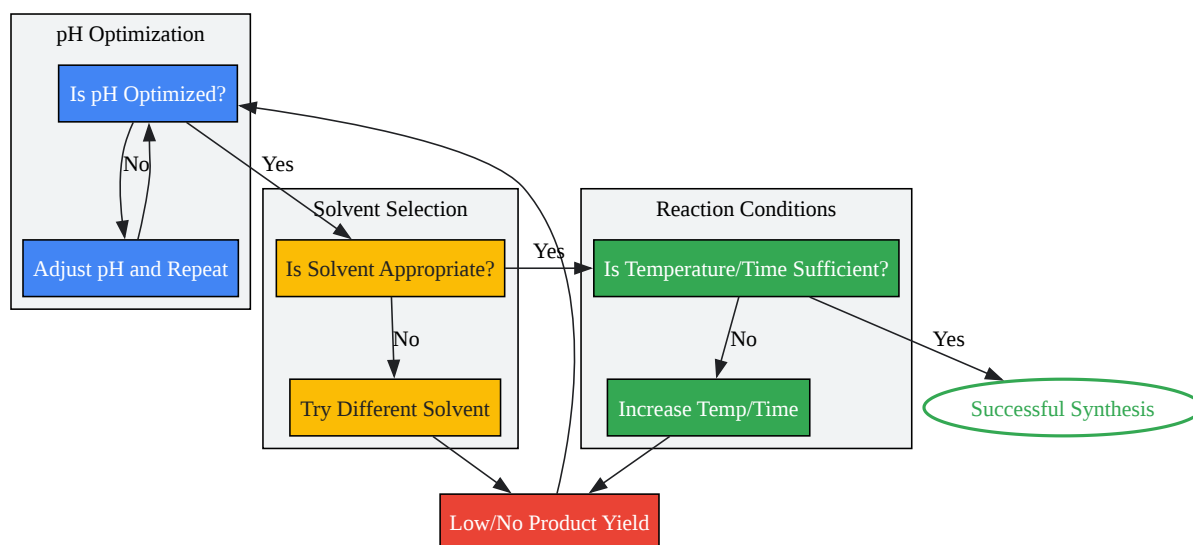 pH Optimization
Is pH Optimized?
No
Yes
Adjust pH and Repeat
Solvent Selection
Is Solvent Appropriate?
Yes
No
Try Different Solvent
Reaction Conditions
Is Temperature/Time Sufficient?
No
Yes
Increase Temp/Time
Successful Synthesis
Low/No Product Yield